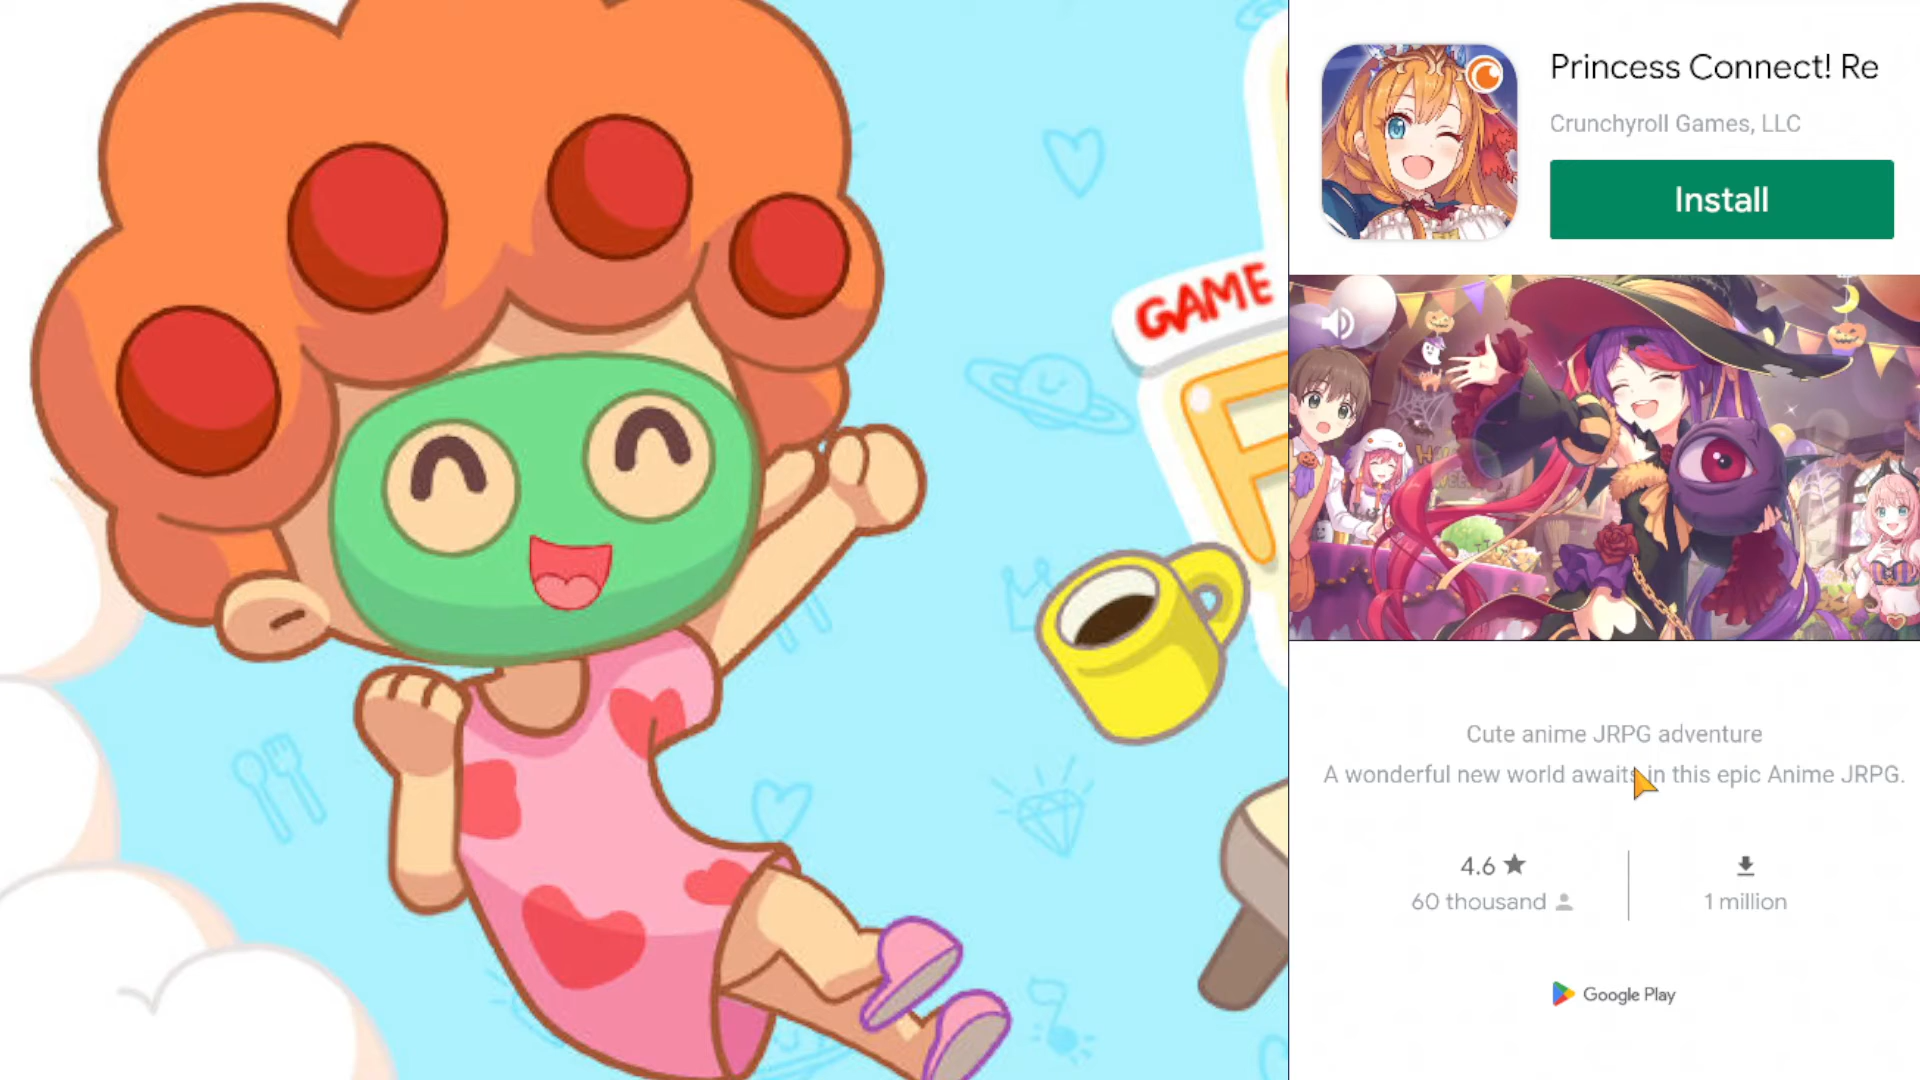 GAME
F
Princess Connect! Re
Crunchyroll Games, LLC
Install
Cute anime JRPG adventure
A wonderful new world awaits in this epic Anime JRPG.
4.6
60 thousand
1 million
Google Play